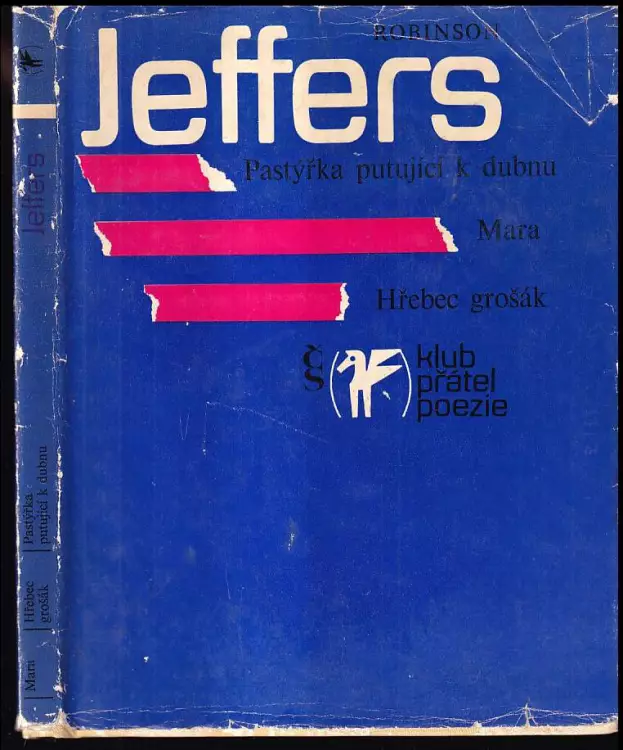 ROBINSON
Jeffers
Pastýřka putující k dubnu
Mara
Hřebec grošák
čs
klub
přátel
poezie
Jeffers
Pastýřka
putující k dubnu
Hřebec
grošák
Mara